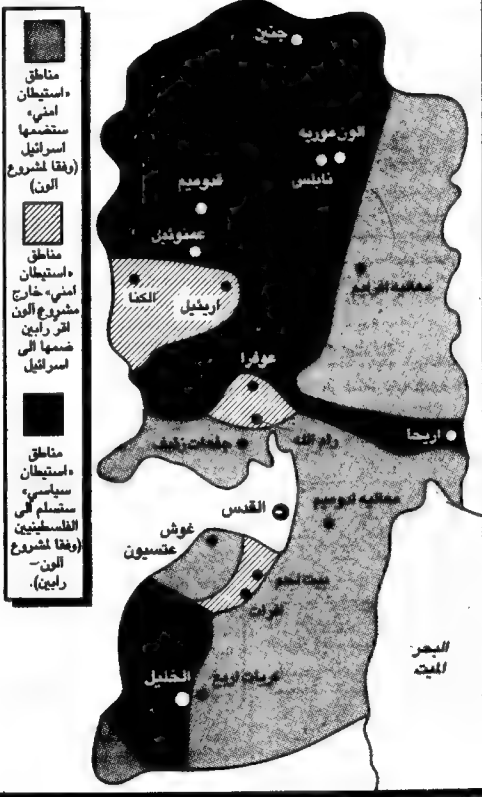 مناطق
«استيطان
امني»
ستضمها
اسرائيل
(وفقا لمشروع
الون)
مناطق
«استيطان
امني» خارج
مشروع الون
اقر رابين
ضمها الى
اسرائيل
مناطق
«استيطان
سياسي»
ستسلم الى
الفلسطينيين
(وفقا لمشروع
الون –
رابين).
جنين
الون موريه
نابلس
قدوميم
عمنوئيل
الكنا
اريئيل
معاليه افرايم
عوفرا
رام الله
جفعات زئيف
اريحا
القدس
معاليه ادوميم
غوش
عتسيون
بيت لحم
افرات
الخليل
كريات اربع
البحر
الميت